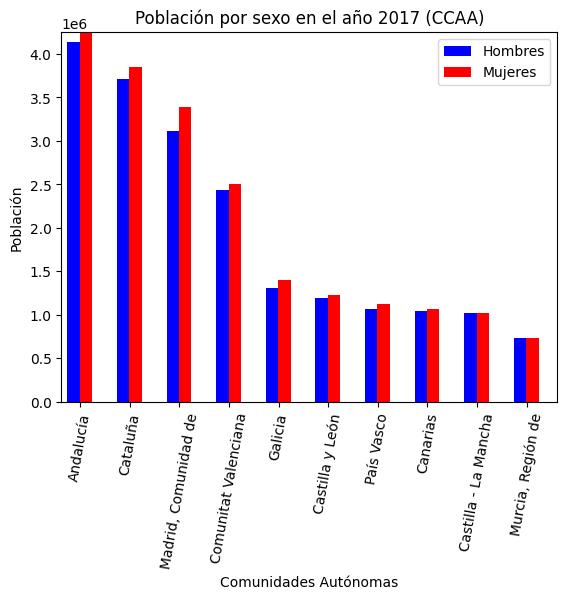 Población por sexo en el año 2017 (CCAA)
1e6
Hombres
Mujeres
4.0
3.5
3.0
2.5
2.0
1.5
1.0
0.5
0.0
Población
Andalucía
Cataluña
Madrid, Comunidad de
Comunitat Valenciana
Galicia
Castilla y León
País Vasco
Canarias
Castilla - La Mancha
Murcia, Región de
Comunidades Autónomas